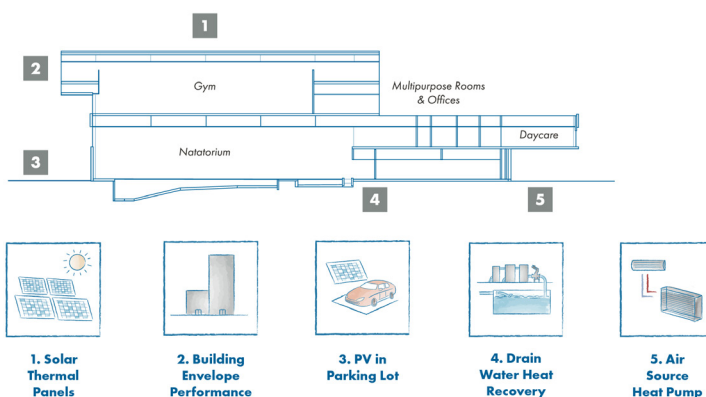 1
2
Gym
Multipurpose Rooms
& Offices
Daycare
Natatorium
3
4
5
1. Solar
Thermal
Panels
2. Building
Envelope
Performance
3. PV in
Parking Lot
4. Drain
Water Heat
Recovery
5. Air
Source
Heat Pump